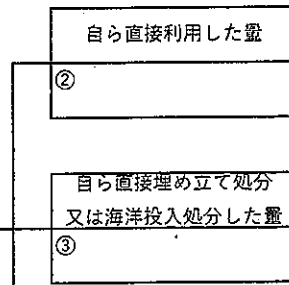 自ら直接利用した量
②
自ら直接埋め立て処分
又は海洋投入処分した量
③